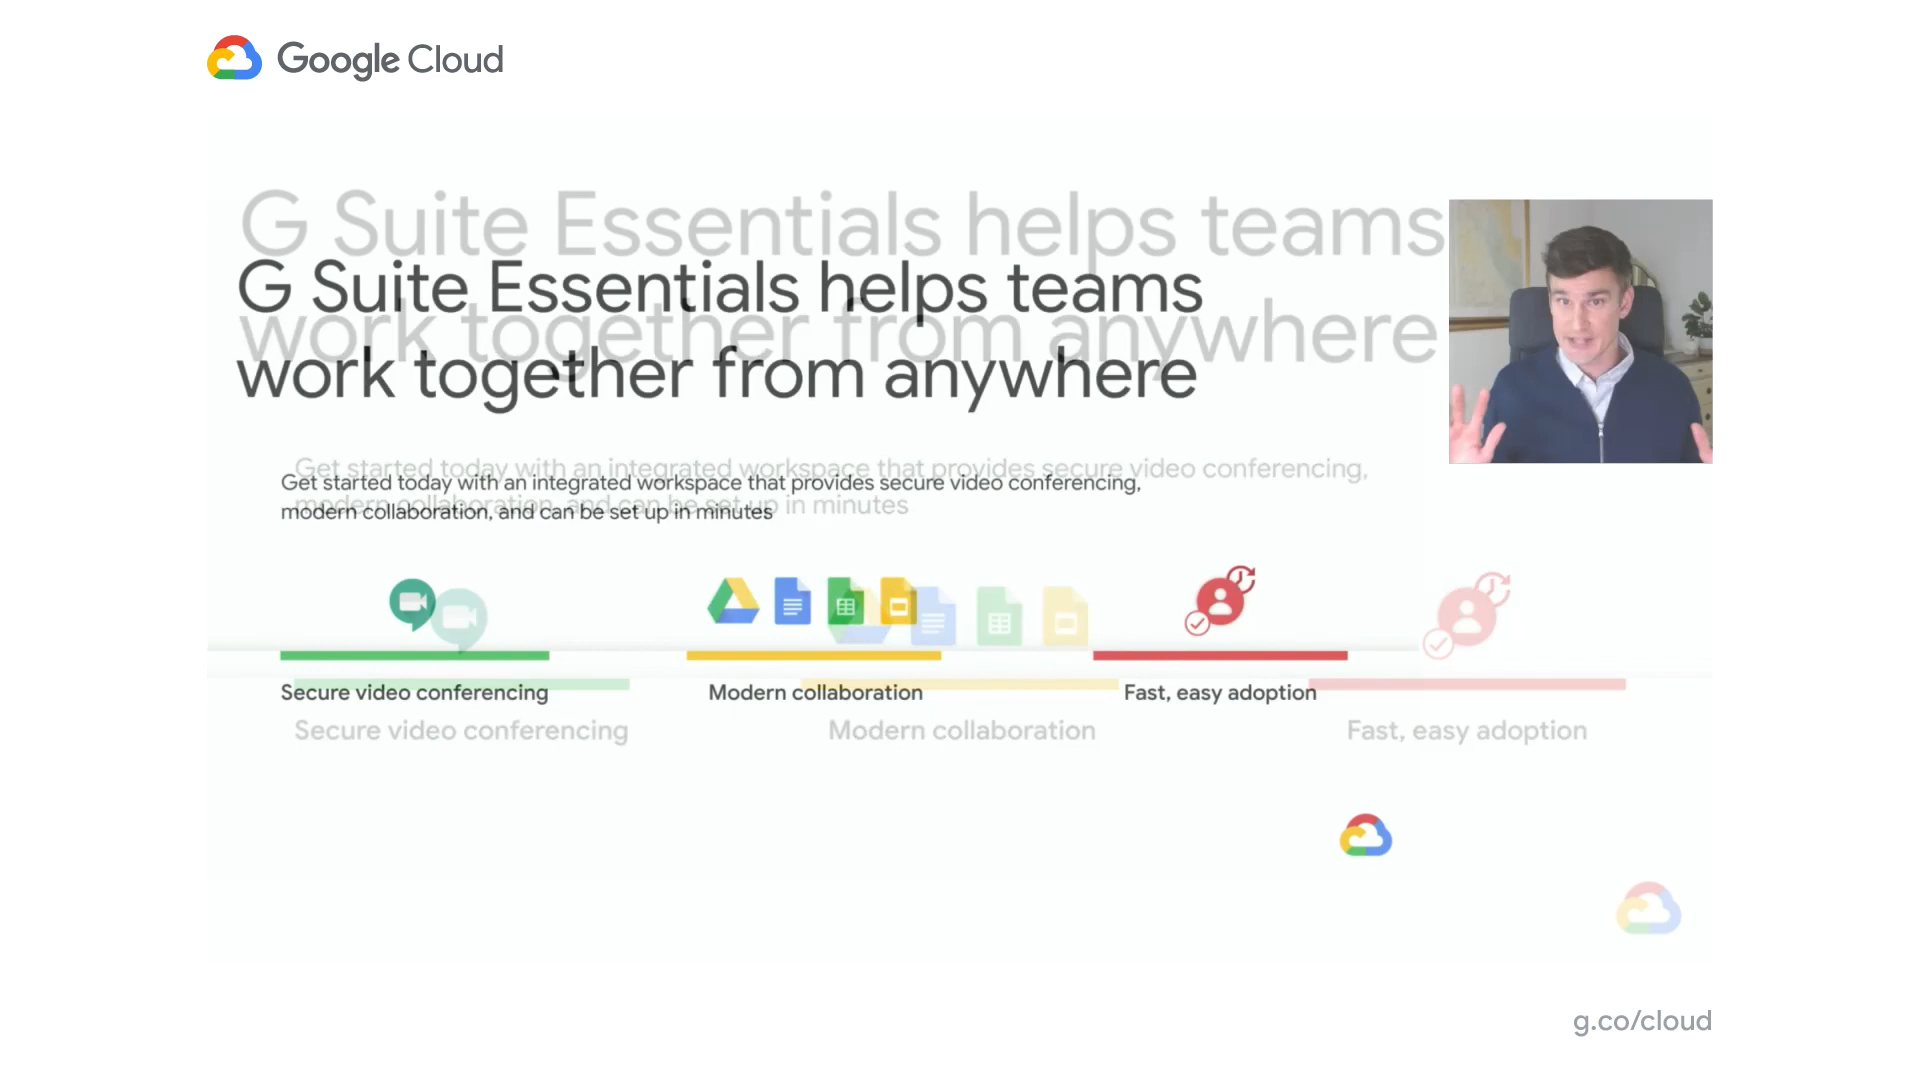 Google Cloud
G Suite Essentials helps teams
work together from anywhere
G Suite Essentials helps teams
work together from anywhere
Get started today with an integrated workspace that provides secure video conferencing,
modern collaboration, and can be set up in minutes
Get started today with an integrated workspace that provides secure video conferencing,
modern collaboration, and can be set up in minutes
Secure video conferencing
Modern collaboration
Fast, easy adoption
Secure video conferencing
Modern collaboration
Fast, easy adoption
g.co/cloud